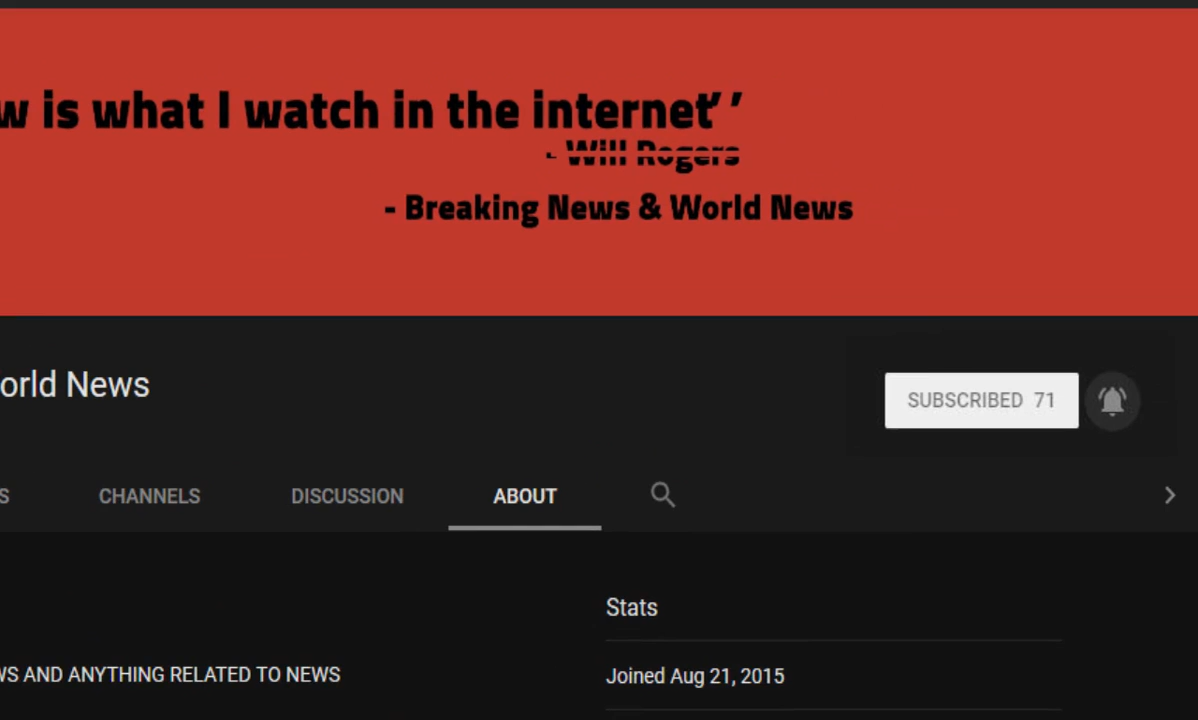 w is what I watch in the internet’ ’
- Will Rogers
- Breaking News & World News
orld News
SUBSCRIBED 71
S CHANNELS DISCUSSION ABOUT
Stats
WS AND ANYTHING RELATED TO NEWS
Joined Aug 21, 2015